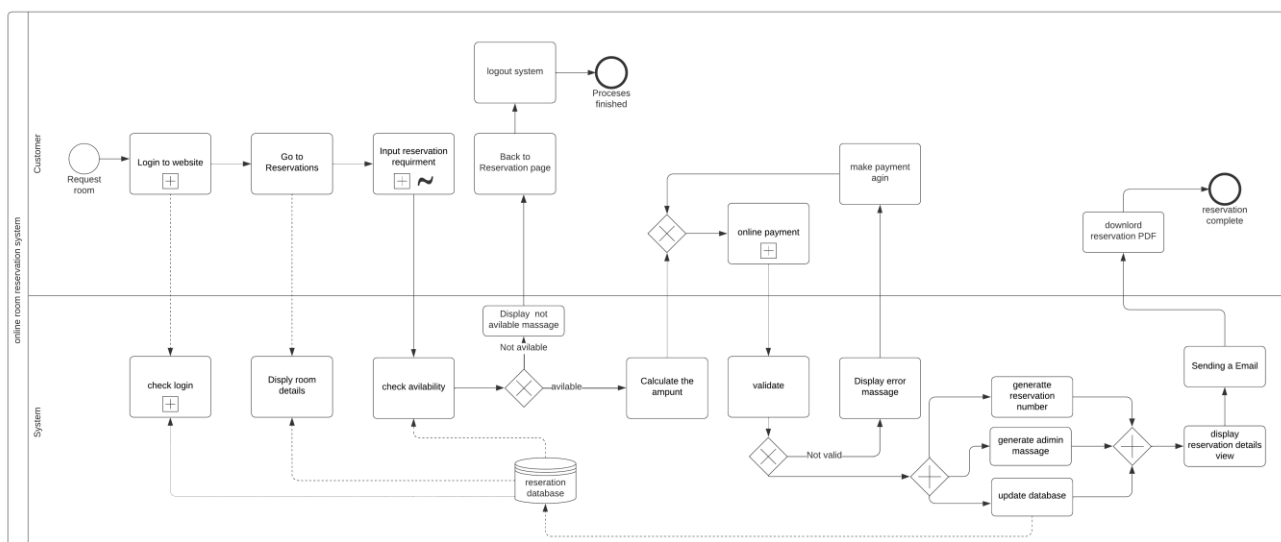 online room reservation system
Customer
System
Request
room
Login to website
Go to
Reservations
Input reservation
requirment
logout system
Proceses
finished
Back to
Reservation page
make payment
agin
online payment
downlord
reservation PDF
reservation
complete
Display not
avilable massage
Not avilable
check login
Disply room
details
check avilability
avilable
Calculate the
ampunt
validate
Display error
massage
Not valid
generatte
reservation
number
generate admin
massage
update database
Sending a Email
display
reservation details
view
reseration
database